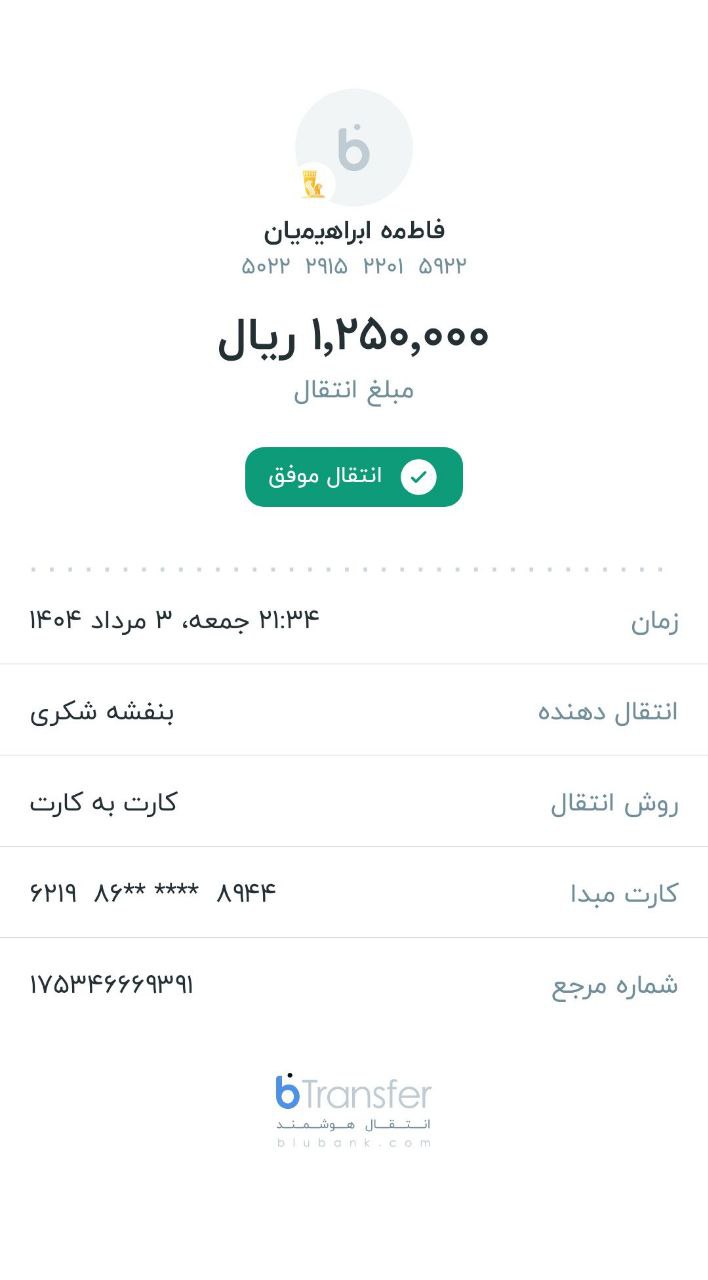 فاطمه ابراهیمیان
۵۰۲۲ ۲۹۱۵ ۲۲۰۱ ۵۹۲۲
۱,۲۵۰,۰۰۰ ریال
مبلغ انتقال
انتقال موفق
زمان ۲۱:۳۴ جمعه، ۳ مرداد ۱۴۰۴
انتقال دهنده بنفشه شکری
روش انتقال کارت به کارت
کارت مبدا ۶۲۱۹ ۸۶** **** ۸۹۴۴
شماره مرجع ۱۷۵۳۴۶۶۶۹۳۹۱
bTransfer
انتقال هوشمند
blubank.com